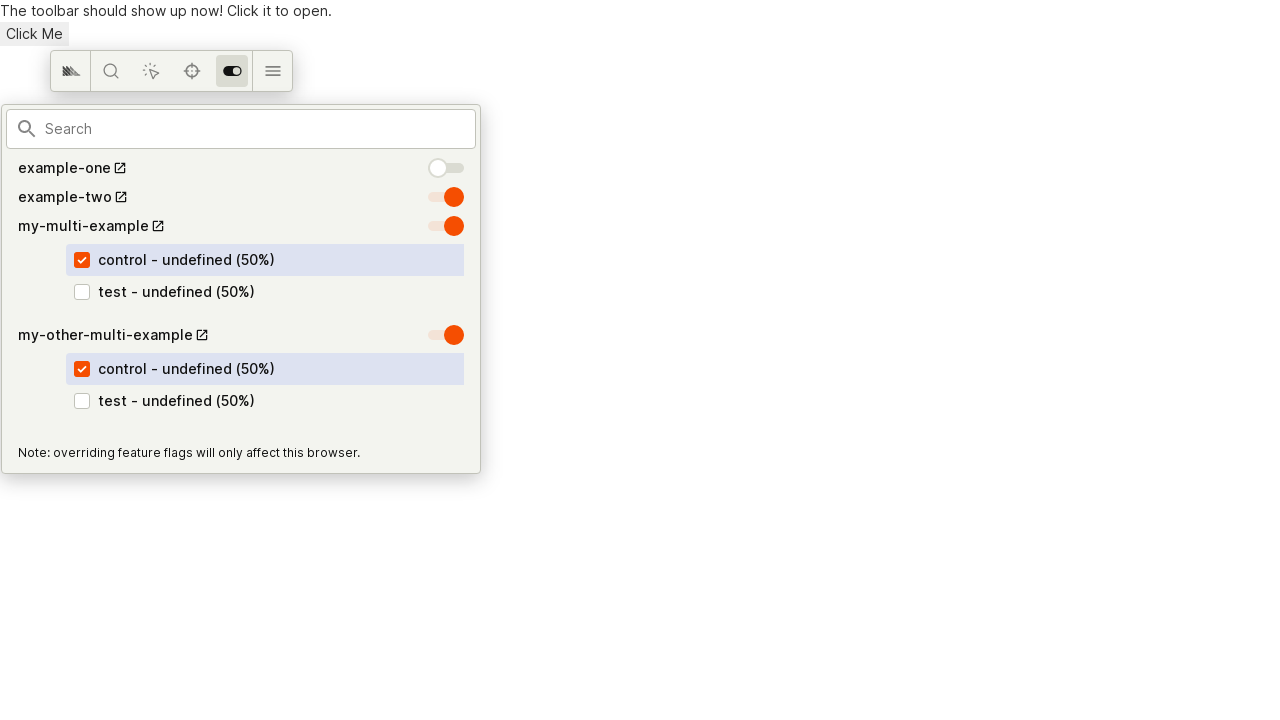 The toolbar should show up now! Click it to open.
Click Me
Search
example-one
example-two
my-multi-example
control - undefined (50%)
test - undefined (50%)
my-other-multi-example
control - undefined (50%)
test - undefined (50%)
Note: overriding feature flags will only affect this browser.